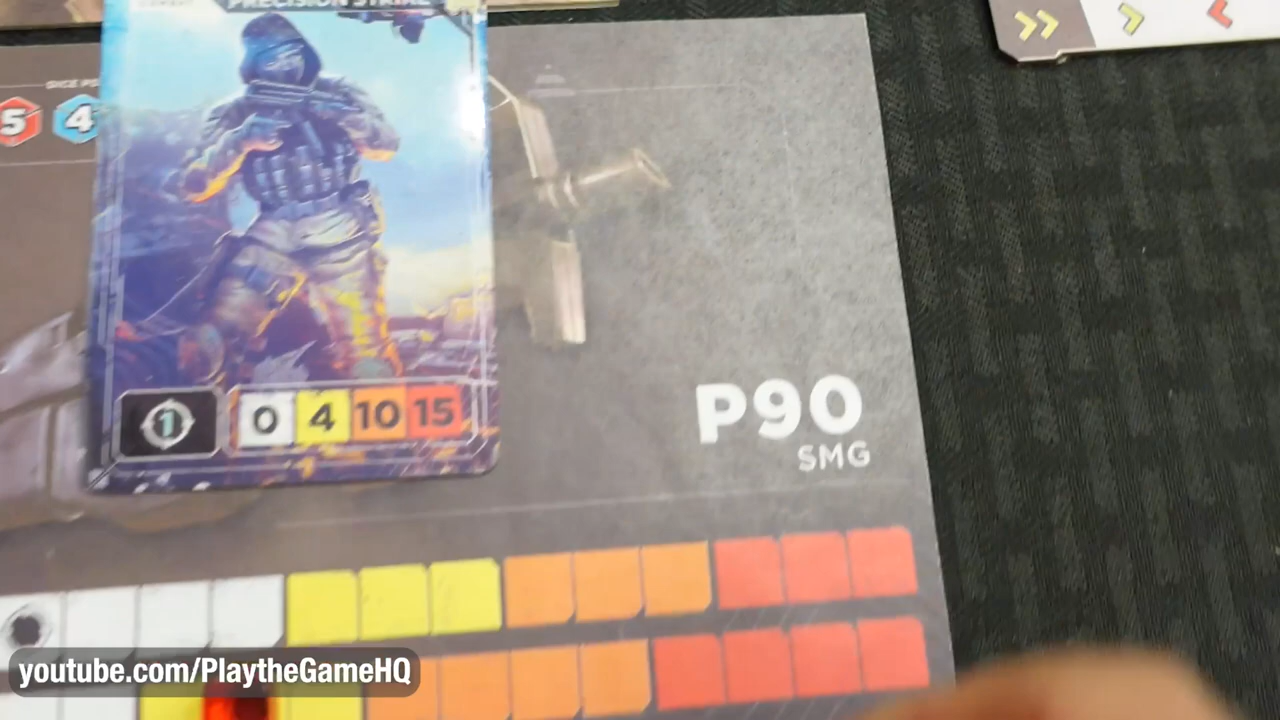 PRECISION STRIKE
5 4
1 0 4 10 15
P90
SMG
youtube.com/PlaytheGameHQ